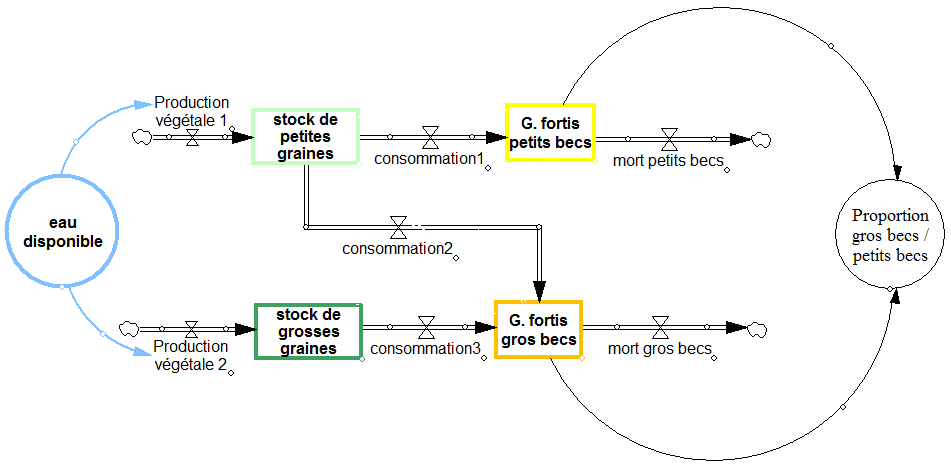 Production
végétale 1
stock de
petites
graines
consommation1
G. fortis
petits becs
mort petits becs
eau
disponible
consommation2
Proportion
gros becs /
petits becs
Production
végétale 2
stock de
grosses
graines
consommation3
G. fortis
gros becs
mort gros becs